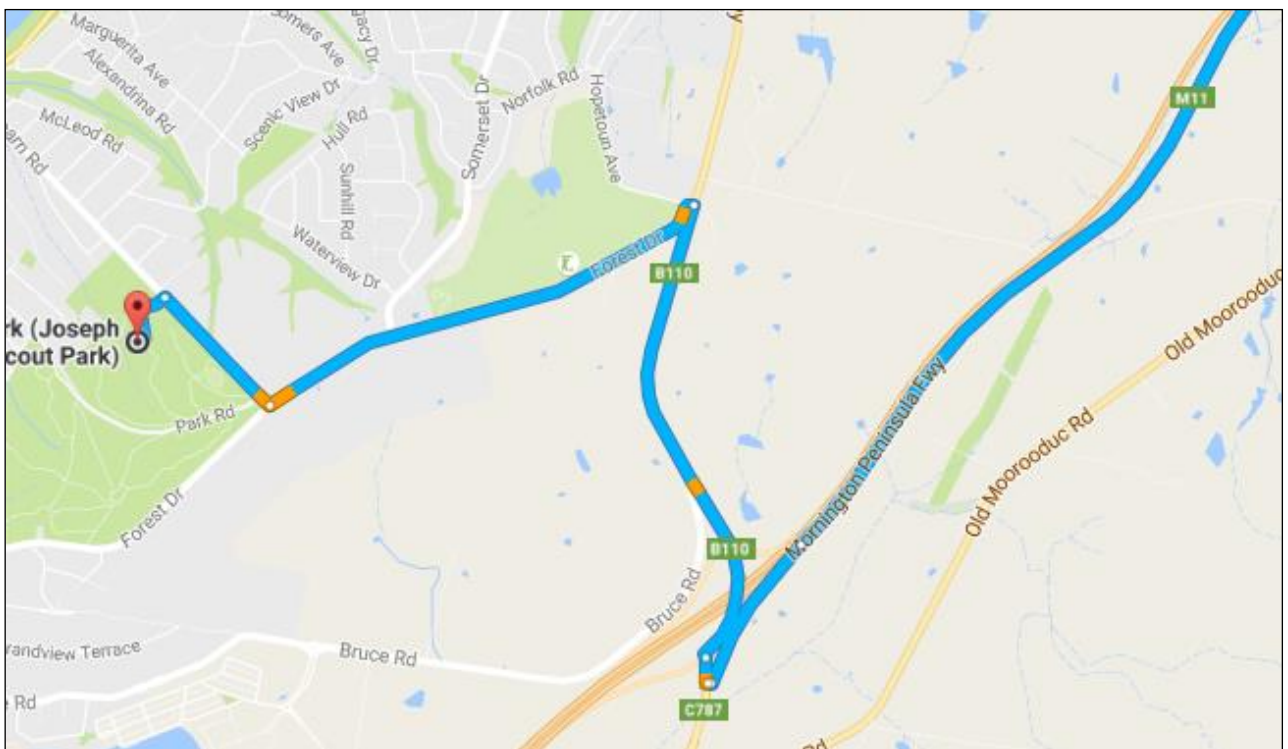 Marguerita Ave
Alexandrina Rd
McLeod Rd
Scenic View Dr
Hull Rd
Sunhill Rd
Waterview Dr
Somerset Dr
Norfolk Rd
Hopetoun Ave
M11
B110
Forest Dr
rk (Joseph
cout Park)
Park Rd
Forest Dr
Mornington Peninsula Fwy
Old Moorooduc
Old Moorooduc Rd
B110
Bruce Rd
Bruce Rd
randview Terrace
e Rd
C787
Rd